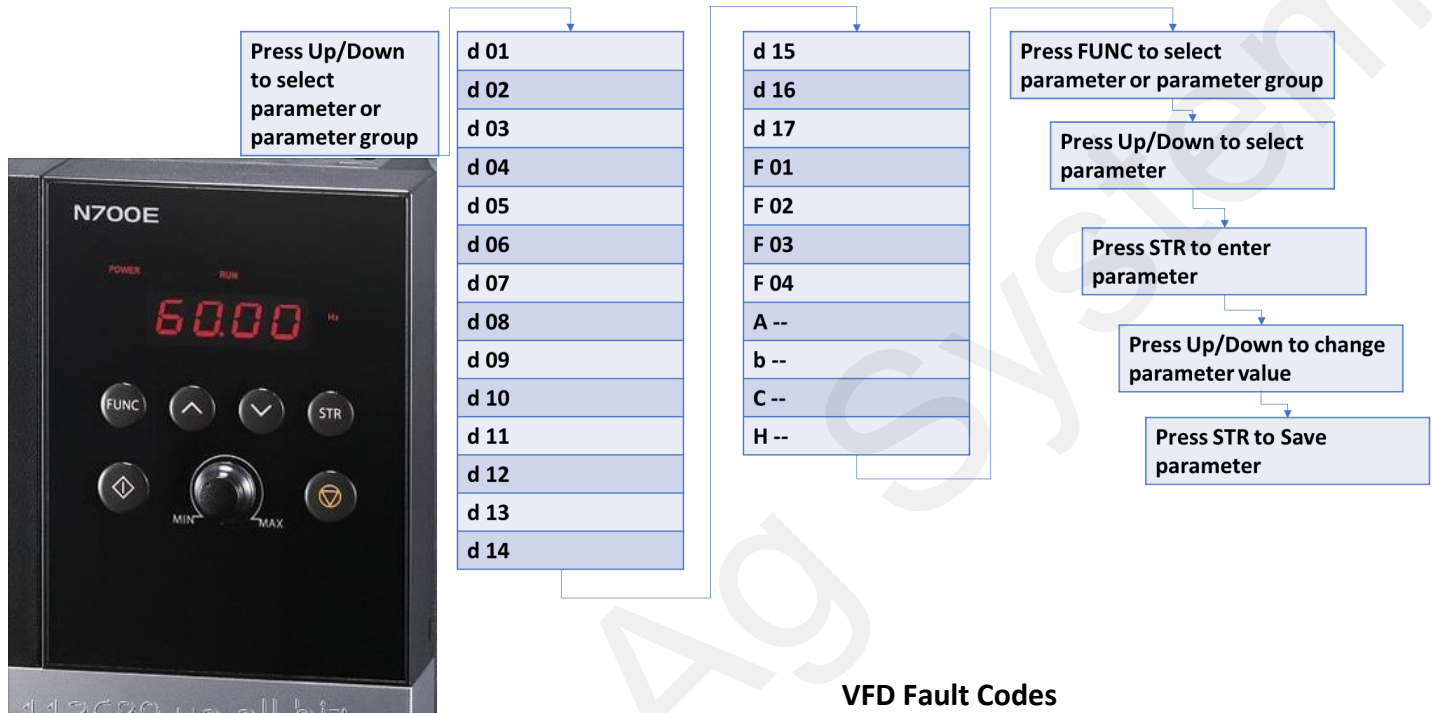 Press Up/Down
to select
parameter or
parameter group
N700E
POWER
RUN
60.00
Hz
FUNC
STR
MIN
MAX
d 01
d 02
d 03
d 04
d 05
d 06
d 07
d 08
d 09
d 10
d 11
d 12
d 13
d 14
d 15
d 16
d 17
F 01
F 02
F 03
F 04
A --
b --
C --
H --
Press FUNC to select
parameter or parameter group
Press Up/Down to select
parameter
Press STR to enter
parameter
Press Up/Down to change
parameter value
Press STR to Save
parameter
VFD Fault Codes
Ag System